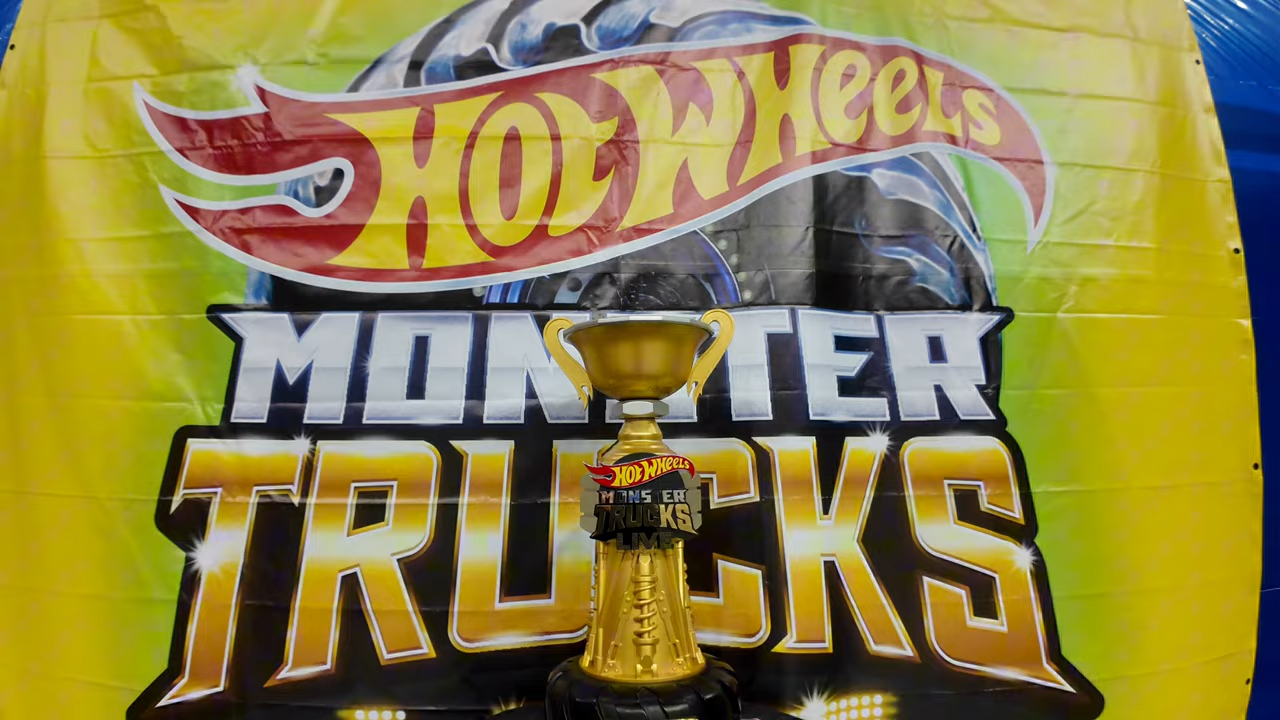 HOT WHEELS
MONSTER
TRUCKS
HOT WHEELS
MONSTER
TRUCKS
LIVE